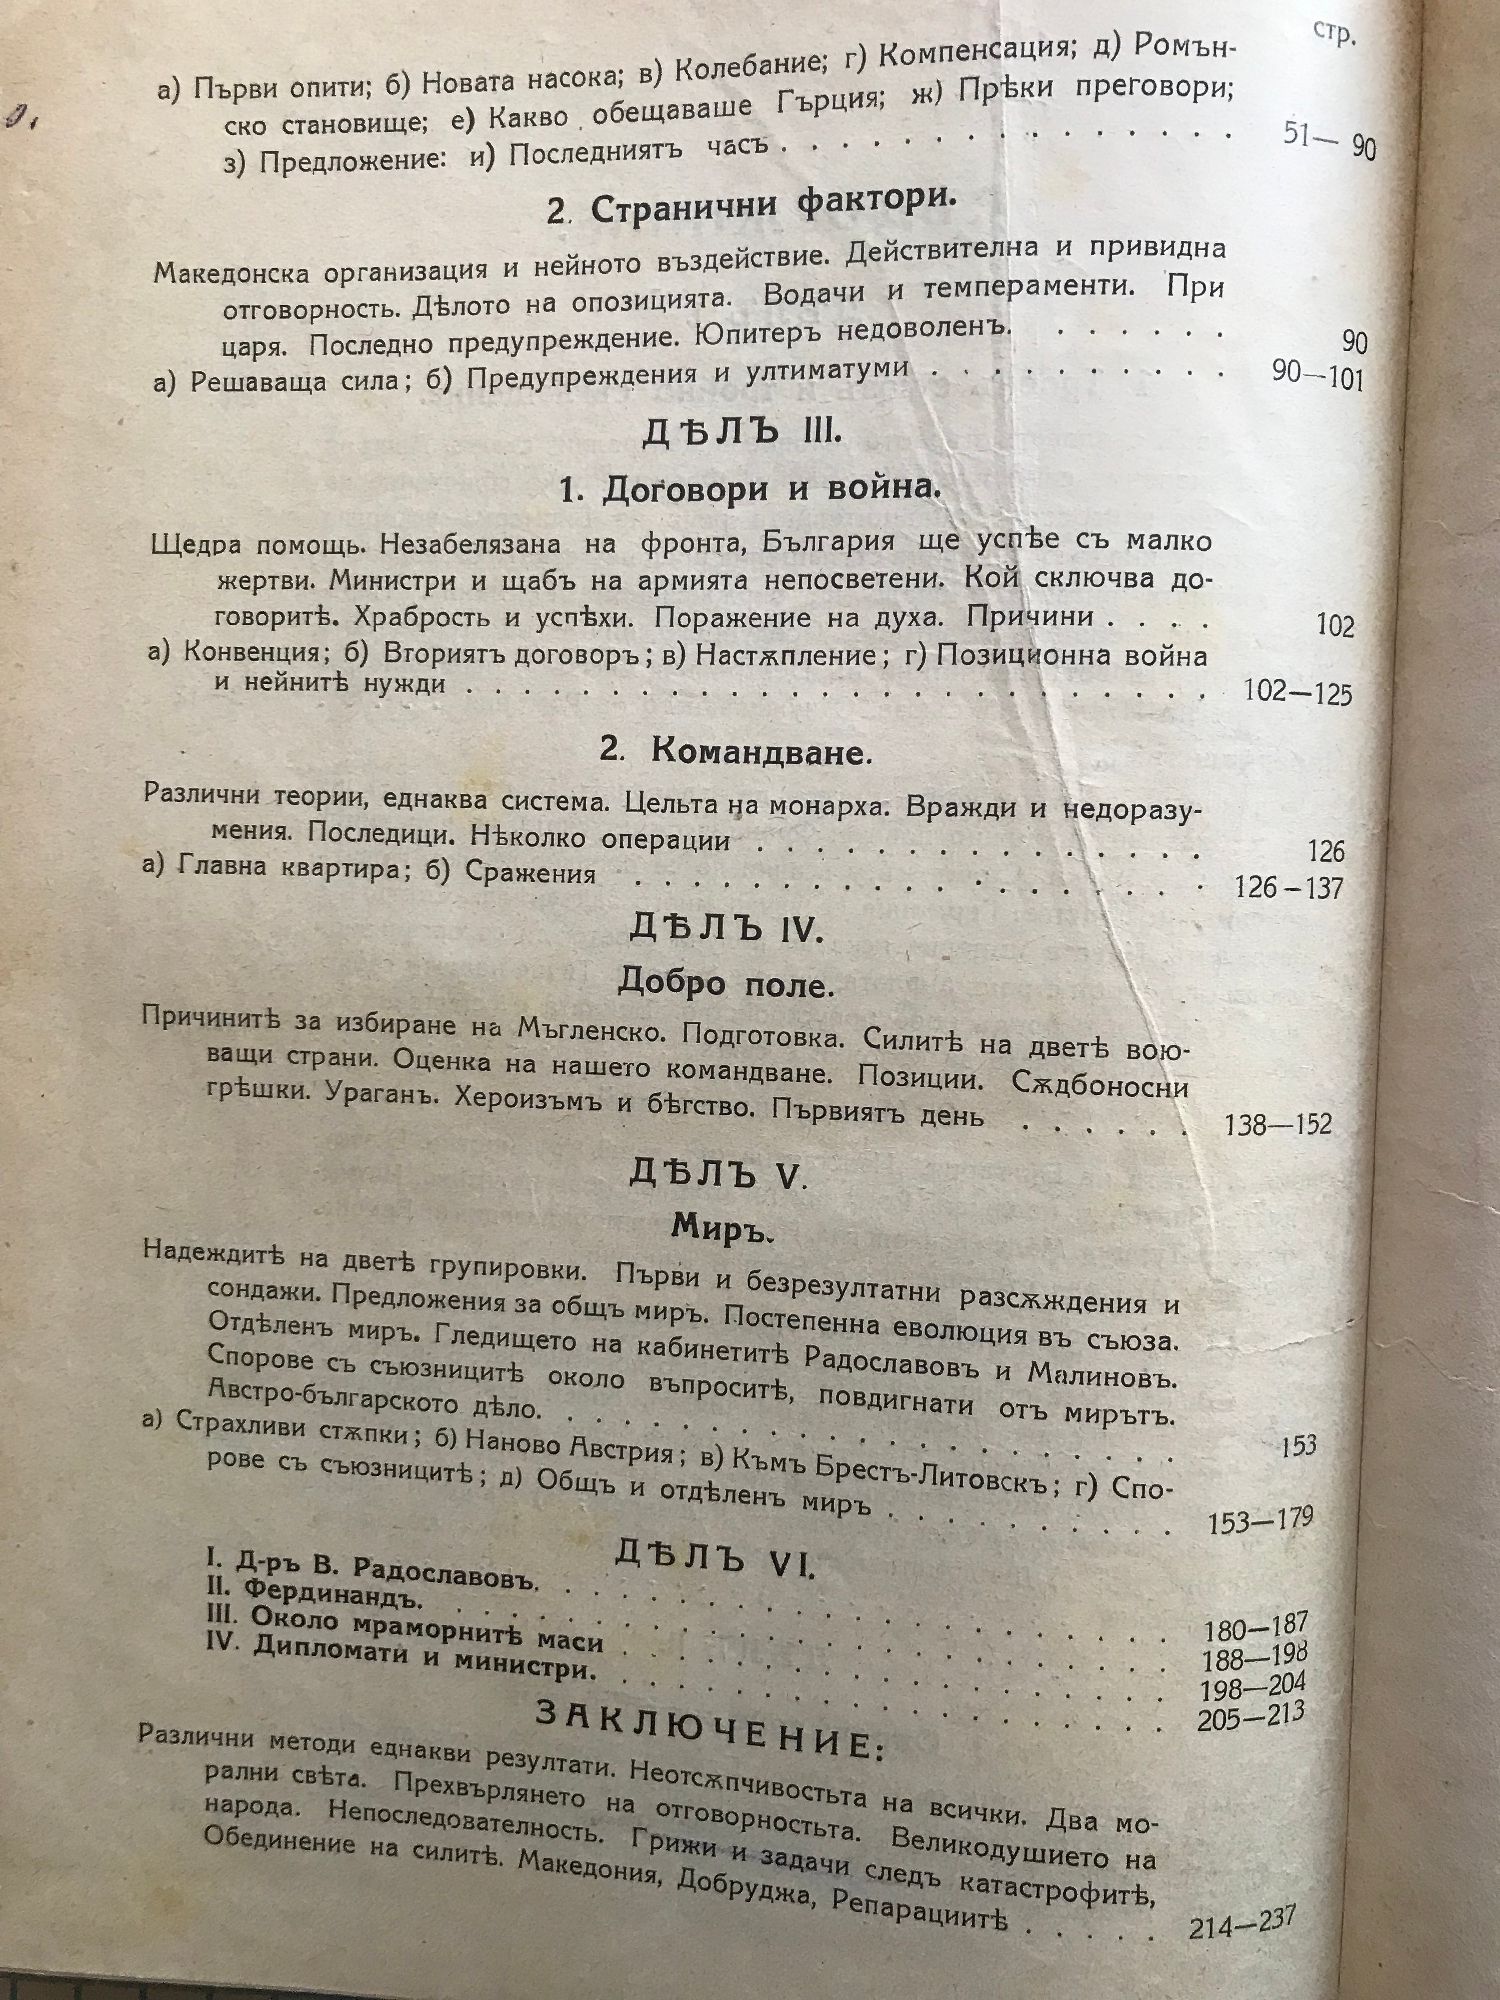 стр.
а) Първи опити; б) Новата насока; в) Колебание; г) Компенсация; д) Ромън-
ско становище; е) Какво обещаваше Гърция; ж) Прѣки преговори;
з) Предложение: и) Последниятъ часъ . . . . . . . . . . . . . . 51— 90
2. Странични фактори.
Македонска организация и нейното въздействие. Действителна и привидна
отговорность. Дѣлото на опозицията. Водачи и темпераменти. При
царя. Последно предупреждение. Юпитеръ недоволенъ. . . . . . . 90
а) Решаваща сила; б) Предупреждения и ултиматуми . . . . . . . . . . 90—101
ДѢЛЪ III.
1. Договори и война.
Щедра помощь. Незабелязана на фронта, България ще успѣе съ малко
жертви. Министри и щабъ на армията непосветени. Кой сключва до-
говоритѣ. Храбрость и успѣхи. Поражение на духа. Причини . . . . 102
а) Конвенция; б) Вториятъ договоръ; в) Настѫпление; г) Позиционна война
и нейнитѣ нужди . . . . . . . . . . . . . . . . . . . . . . . . . . 102—125
2. Командване.
Различни теории, еднаква система. Цельта на монарха. Вражди и недоразу-
мения. Последици. Нѣколко операции . . . . . . . . . . . . . . . . 126
а) Главна квартира; б) Сражения . . . . . . . . . . . . . . . . . . . . 126–137
ДѢЛЪ IV.
Добро поле.
Причинитѣ за избиране на Мъгленско. Подготовка. Силитѣ на дветѣ вою-
ващи страни. Оценка на нашето командване. Позиции. Сѫдбоносни
грѣшки. Ураганъ. Хероизъмъ и бѣгство. Първиятъ день . . . . . . 138—152
ДѢЛЪ V.
Миръ.
Надеждитѣ на дветѣ групировки. Първи и безрезултатни разсѫждения и
сондажи. Предложения за общъ миръ. Постепенна еволюция въ съюза.
Отдѣленъ миръ. Гледището на кабинетитѣ Радославовъ и Малиновъ.
Спорове съ съюзницитѣ около въпроситѣ, повдигнати отъ мирътъ.
Австро-българското дѣло. . . . . . . . . . . . . . . . . . . . . . . 153
а) Страхливи стѫпки; б) Наново Австрия; в) Къмъ Брестъ-Литовскъ; г) Спо-
рове съ съюзницитѣ; д) Общъ и отдѣленъ миръ . . . . . . . . . . 153—179
ДѢЛЪ VI.
I. Д-ръ В. Радославовъ. . . . . . . . . . . . . . . . . . . . . . 180—187
II. Фердинандъ. . . . . . . . . . . . . . . . . . . . . . . . . . 188—198
III. Около мраморнитѣ маси . . . . . . . . . . . . . . . . . . . 198—204
IV. Дипломати и министри. . . . . . . . . . . . . . . . . . . . 205—213
ЗАКЛЮЧЕНИЕ:
Различни методи еднакви резултати. Неотсѫпчивостьта на всички. Два мо-
рални свѣта. Прехвърлянето на отговорностьта. Великодушието на
народа. Непоследователность. Грижи и задачи следъ катастрофитѣ,
Обединение на силитѣ. Македония, Добруджа, Репарациитѣ . . . . . 214—237